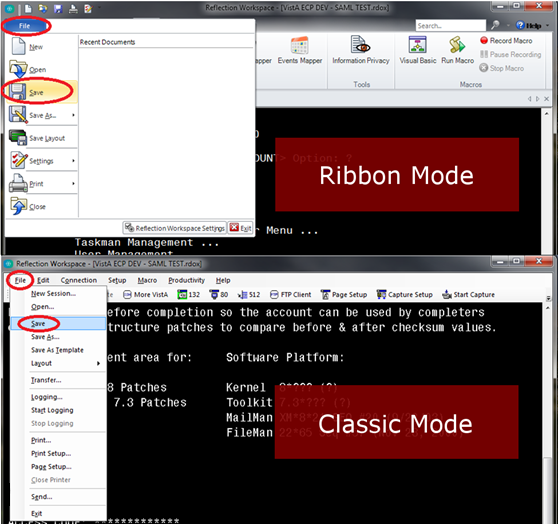 Reflection Workspace - [VistA ECP DEV - SAML TEST.rdox]
File
Search...
Help
New
Open
Save
Save As...
Save Layout
Settings
Print
Close
Recent Documents
Reflection Workspace Settings
Exit
apper
Events Mapper
Information Privacy
Visual Basic
Run Macro
Record Macro
Pause Recording
Stop Macro
Tools
Macros
O
OUNT> Option: ?
Ribbon Mode
r Menu ...
Taskman Management ...
User Management
Reflection Workspace - [VistA ECP DEV - SAML TEST.rdox]
File Edit Connection Setup Macro Productivity Help
te More VistA 132 80 x512 FTP Client Page Setup Capture Setup Start Capture
New Session...
Open...
Save
Save As...
Save As Template
Layout
Transfer...
Logging...
Start Logging
Stop Logging
Print...
Print Setup...
Page Setup...
Close Printer
Send...
Exit
efore completion so the account can be used by completers
tructure patches to compare before & after checksum values.
ent area for: Software Platform:
8 Patches Kernel 8*??? (?)
7.3 Patches Toolkit 7.3*??? (?)
MailMan
FileMan
Classic Mode
ACCESS CODE: *************